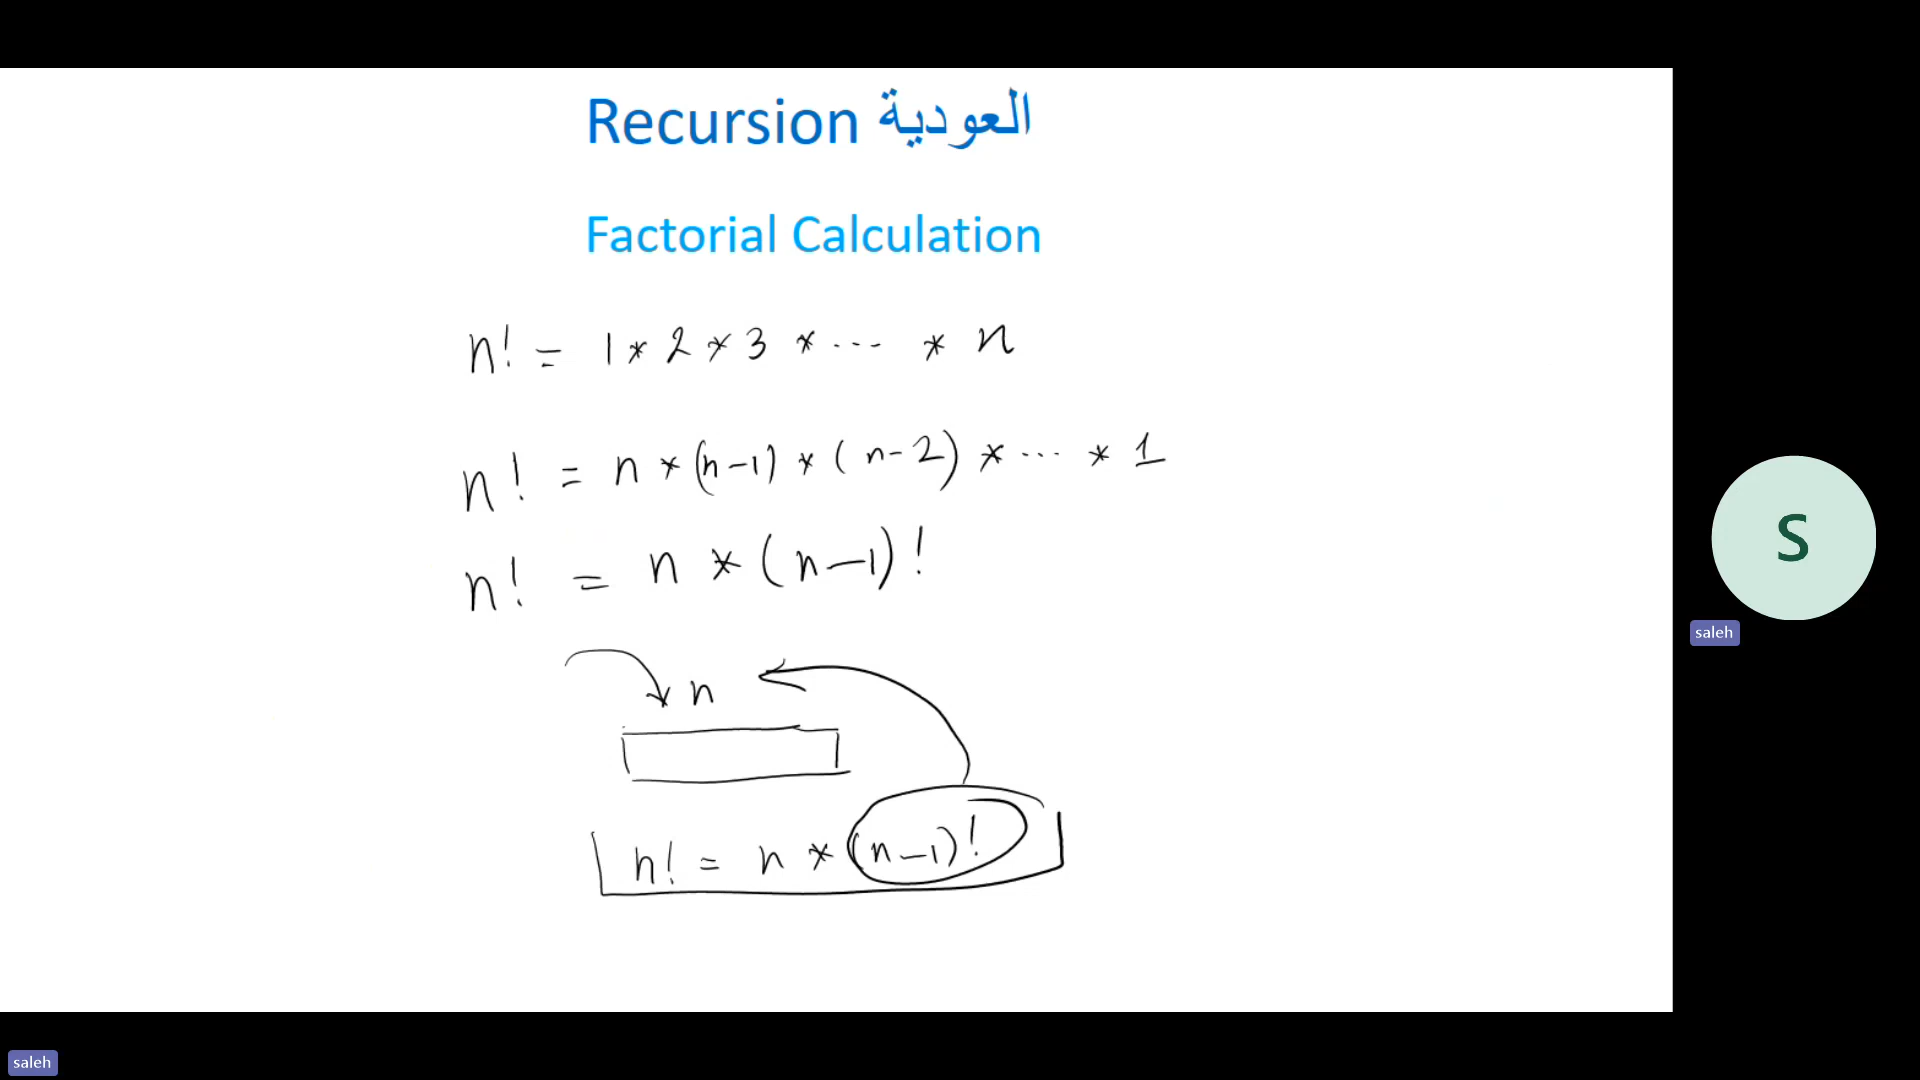 Recursion العودية
Factorial Calculation
n! = 1 * 2 * 3 * ... * n
n! = n * (n-1) * (n-2) * ... * 1
n! = n * (n-1)!
n
n! = n * (n-1)!
S
saleh
saleh